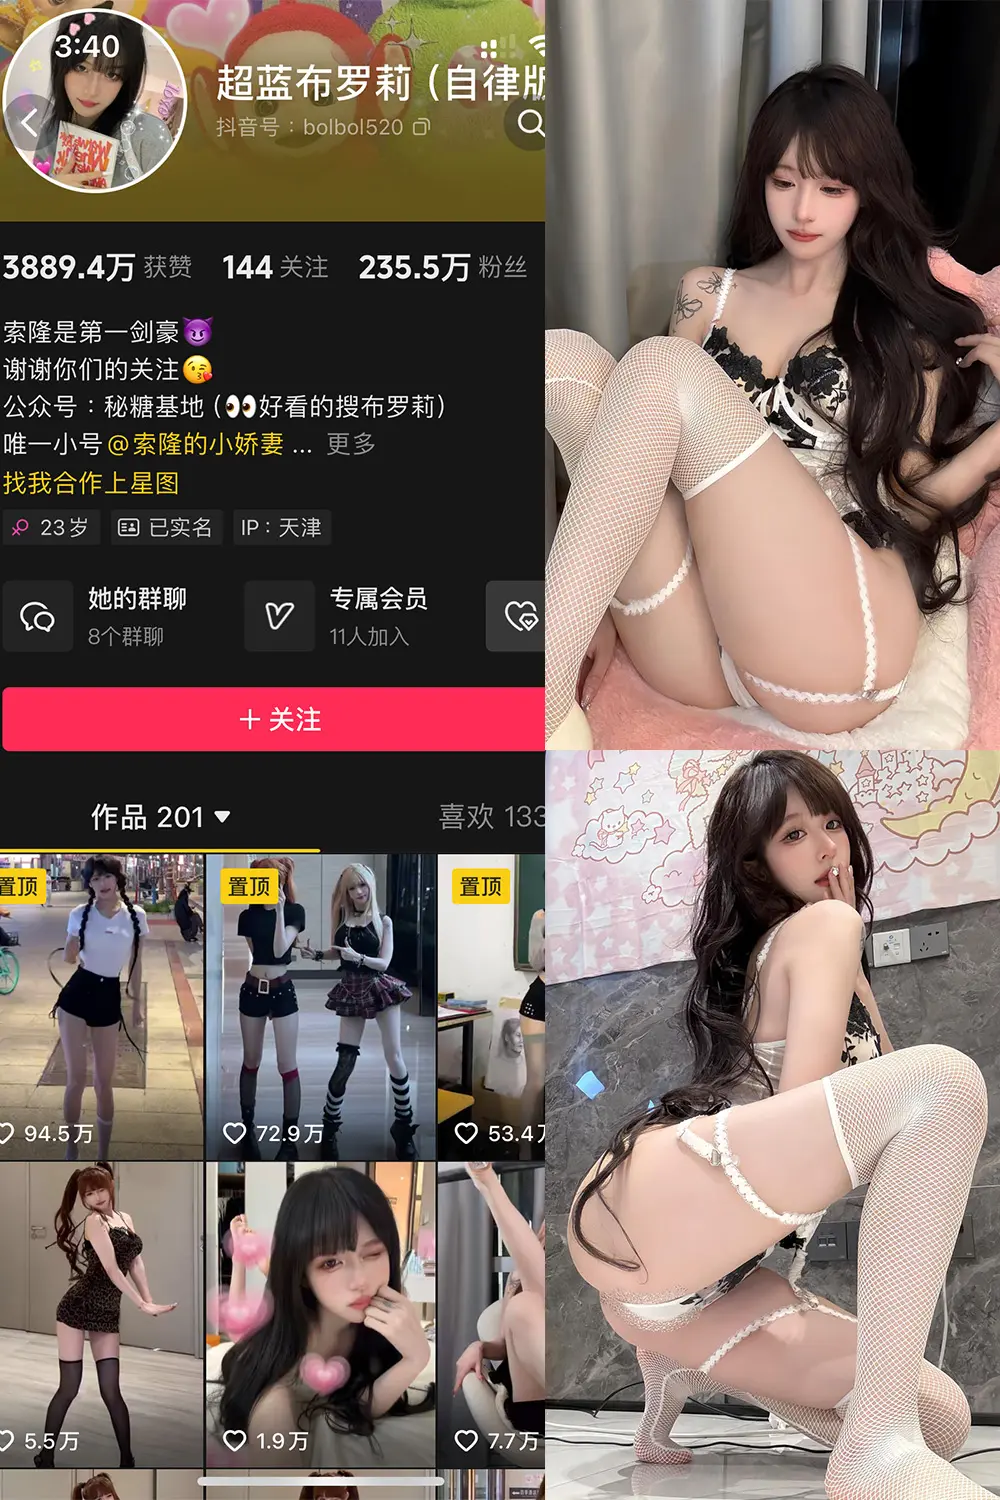 3:40
超蓝布罗莉（自律版
抖音号：bolbol520
3889.4万 获赞 144 关注 235.5万 粉丝
索隆是第一剑豪😈
谢谢你们的关注😘
公众号：秘糖基地（👀好看的搜布罗莉）
唯一小号 @索隆的小娇妻 ... 更多
找我合作上星图
23岁 已实名 IP：天津
她的群聊 专属会员
8个群聊 11人加入
＋ 关注
作品 201 喜欢 133
置顶 置顶 置顶
94.5万 72.9万 53.4万
5.5万 1.9万 7.7万